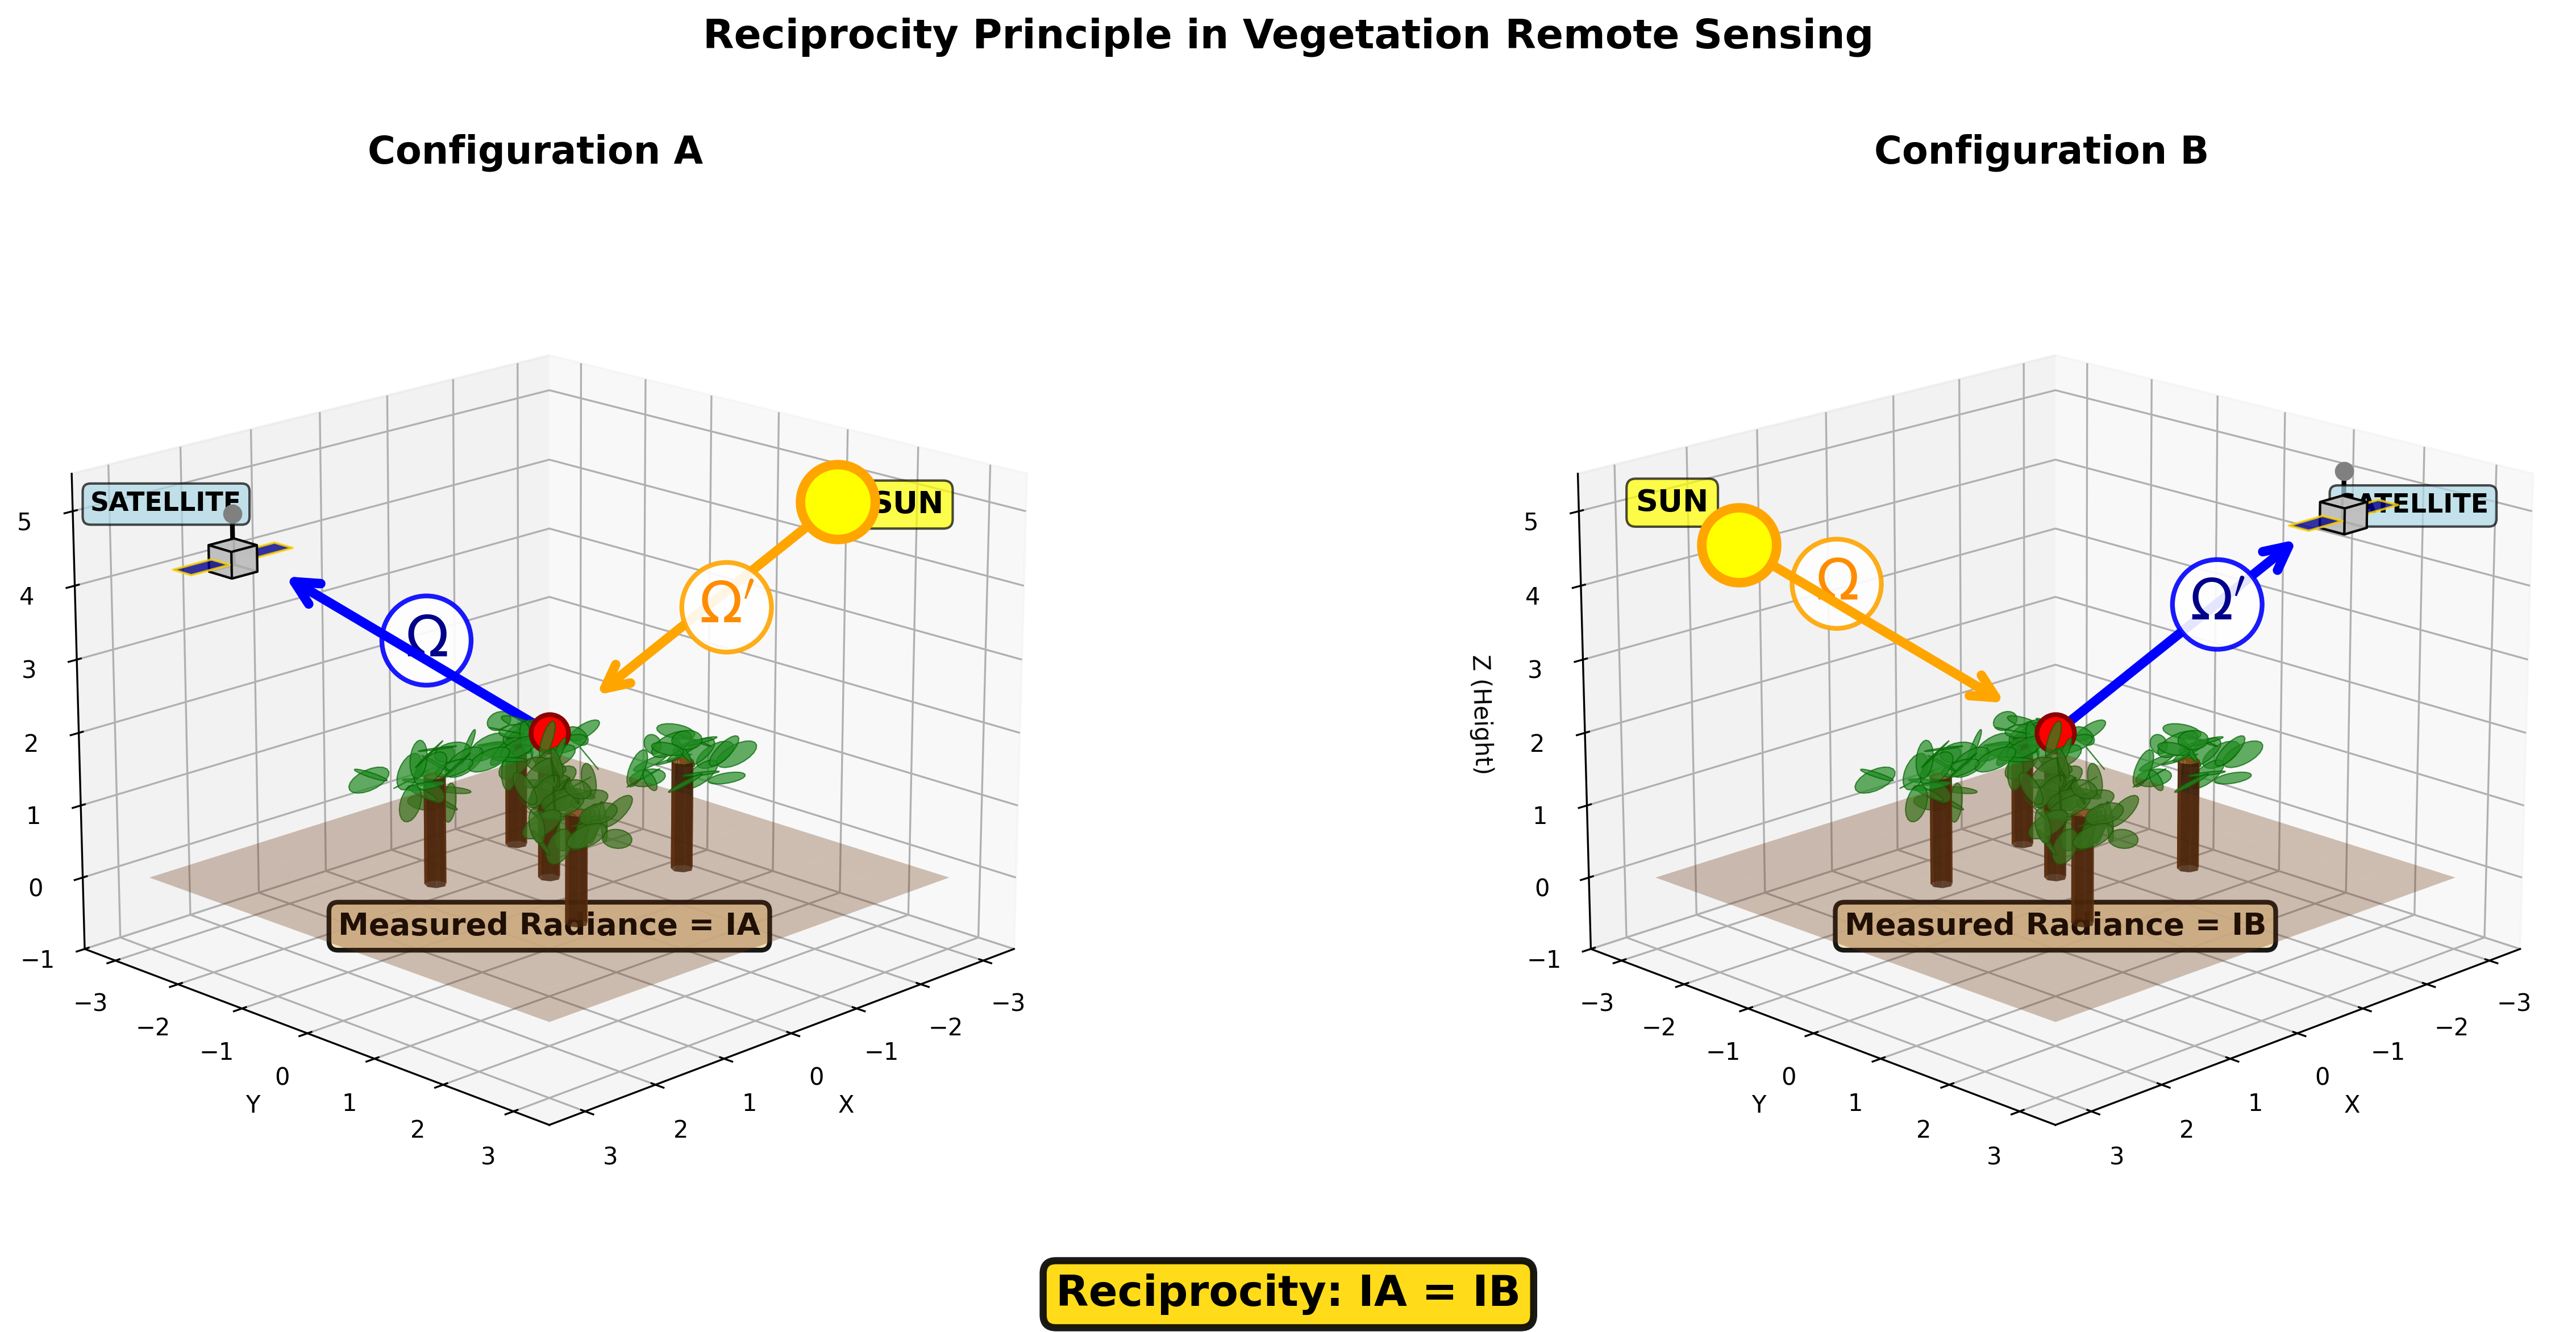 Reciprocity Principle in Vegetation Remote Sensing
Configuration A
SATELLITE
SUN
Ω
Ω′
5
4
3
2
1
0
−1
Measured Radiance = IA
−3
−2
−1
0
1
2
3
Y
−3
−2
−1
0
1
2
3
X
Configuration B
SUN
SATELLITE
Ω
Ω′
Z (Height)
5
4
3
2
1
0
−1
Measured Radiance = IB
−3
−2
−1
0
1
2
3
Y
−3
−2
−1
0
1
2
3
X
Reciprocity: IA = IB